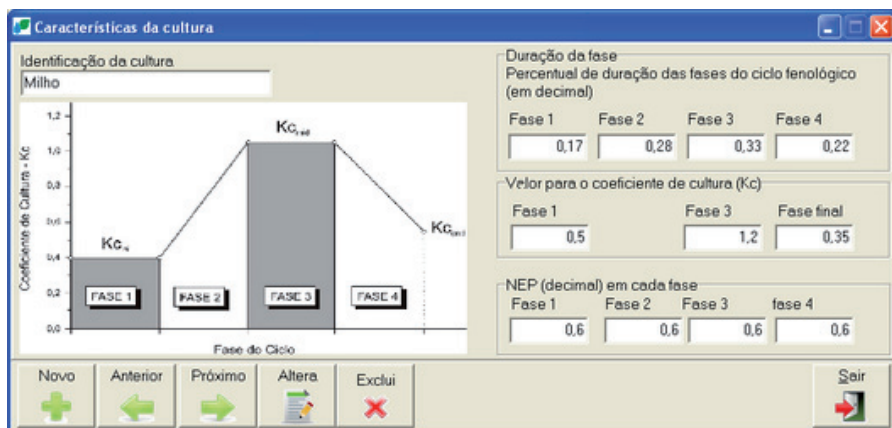 Características da cultura
Identificação da cultura
Milho
Coeficiente de Cultura - Kc
1,2
1,0
0,8
0,6
0,4
0,2
0,0
Kc ini
Kc mid
Kc end
FASE 1
FASE 2
FASE 3
FASE 4
Fase do Ciclo
Duração da fase
Percentual de duração das fases do ciclo fenológico
(em decimal)
Fase 1 Fase 2 Fase 3 Fase 4
0,17 0,28 0,33 0,22
Velor para o coeficiente de cultura (Kc)
Fase 1 Fase 3 Fase final
0,5 1,2 0,35
NEP (decimal) em cada fase
Fase 1 Fase 2 Fase 3 fase 4
0,6 0,6 0,6 0,6
Novo Anterior Próximo Altera Exclui Sair